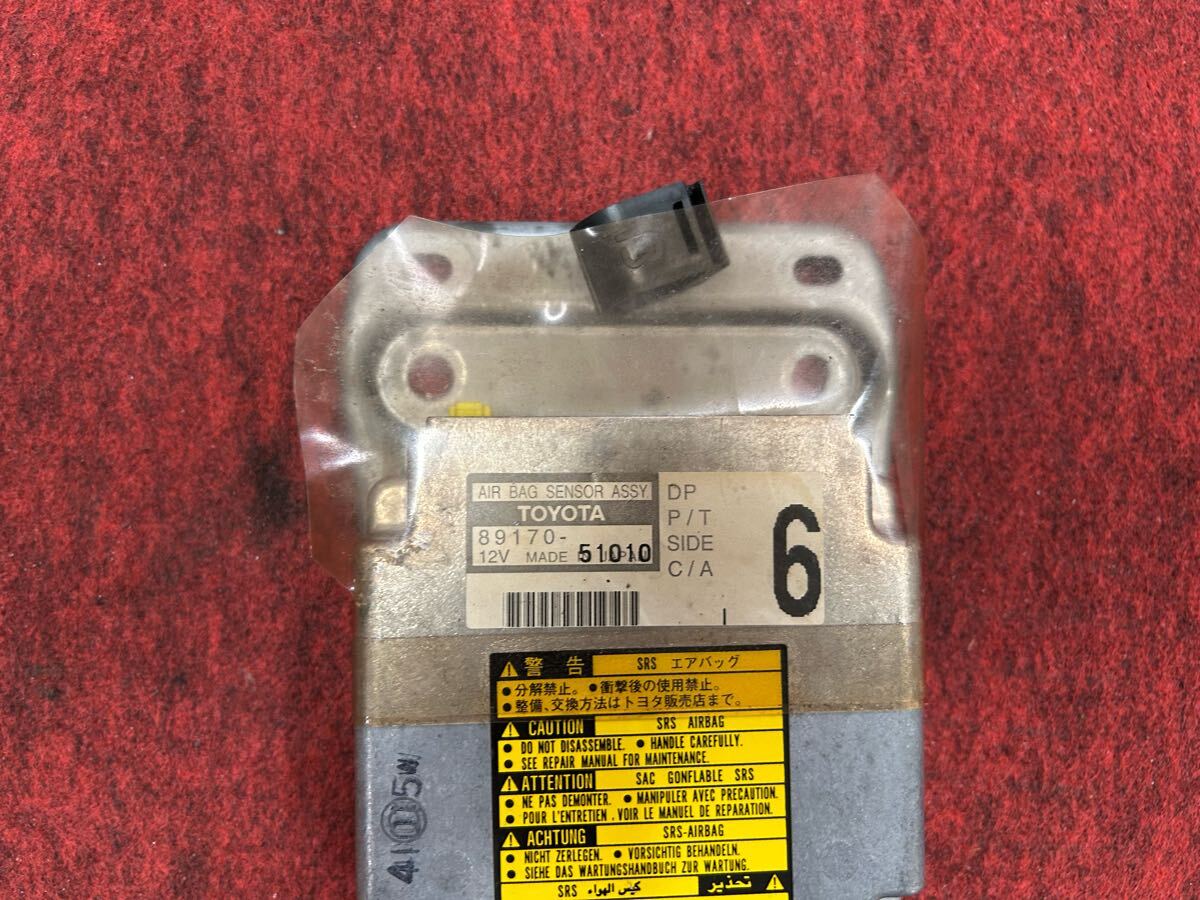 AIR BAG SENSOR ASSY
TOYOTA
89170-
51010
12V MADE IN JAPAN
DP
P/T
SIDE
C/A
6
警告
SRS エアバッグ
●分解禁止。 ●衝撃後の使用禁止。
●整備、交換方法はトヨタ販売店まで。
CAUTION SRS AIRBAG
● DO NOT DISASSEMBLE. ● HANDLE CAREFULLY.
● SEE REPAIR MANUAL FOR MAINTENANCE.
ATTENTION SAC GONFLABLE SRS
● NE PAS DEMONTER. ● MANIPULER AVEC PRECAUTION.
● POUR L'ENTRETIEN , VOIR LE MANUEL DE REPARATION.
ACHTUNG SRS-AIRBAG
● NICHT ZERLEGEN. ● VORSICHTIG BEHANDELN.
● SIEHE DAS WARTUNGSHANDBUCH ZUR WARTUNG.
تحذير كيس الهواء SRS